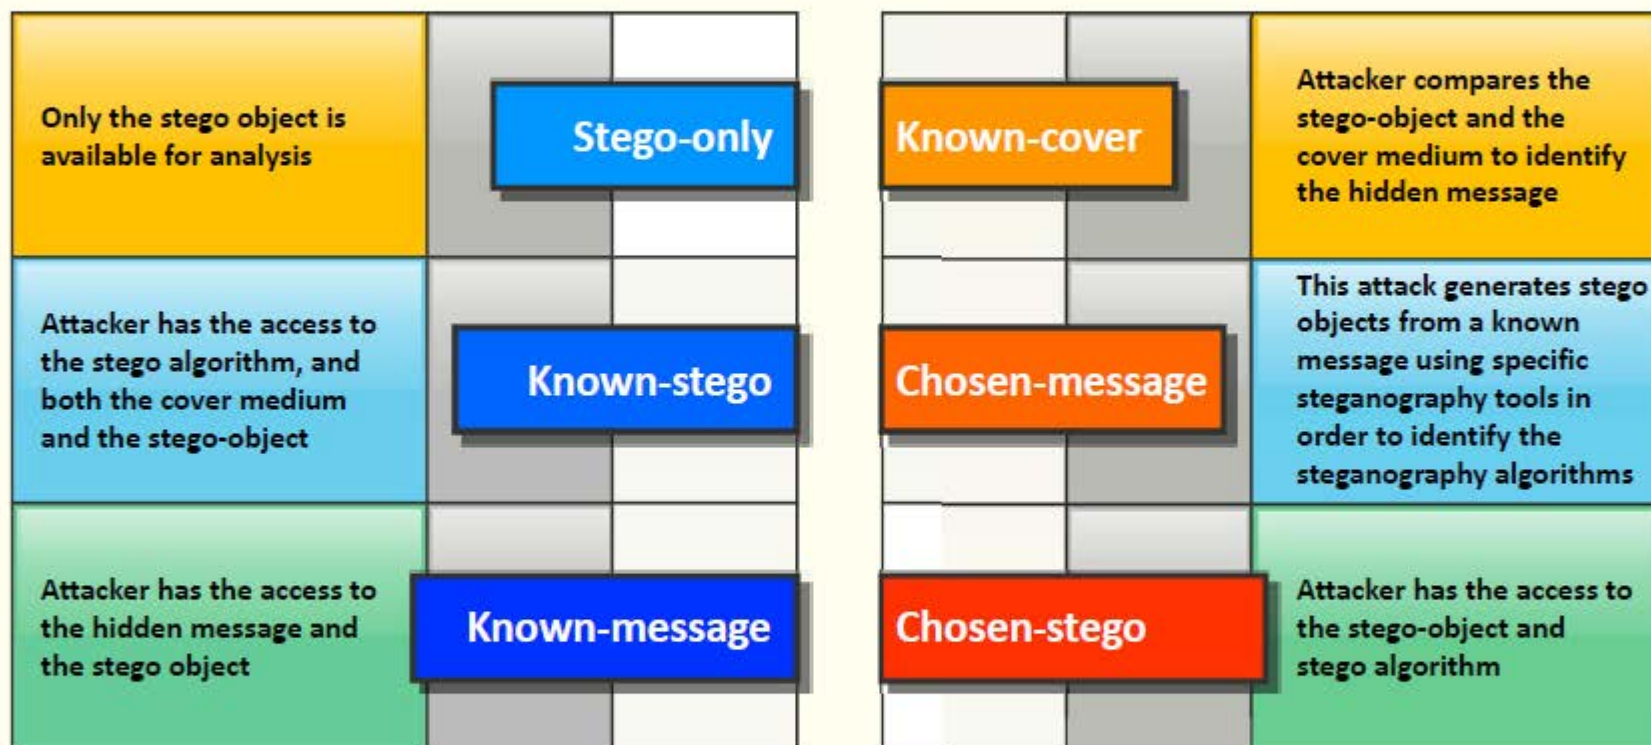 Only the stego object is
available for analysis
Stego-only
Known-cover
Attacker compares the
stego-object and the
cover medium to identify
the hidden message
Attacker has the access to
the stego algorithm, and
both the cover medium
and the stego-object
Known-stego
Chosen-message
This attack generates stego
objects from a known
message using specific
steganography tools in
order to identify the
steganography algorithms
Attacker has the access to
the hidden message and
the stego object
Known-message
Chosen-stego
Attacker has the access to
the stego-object and
stego algorithm